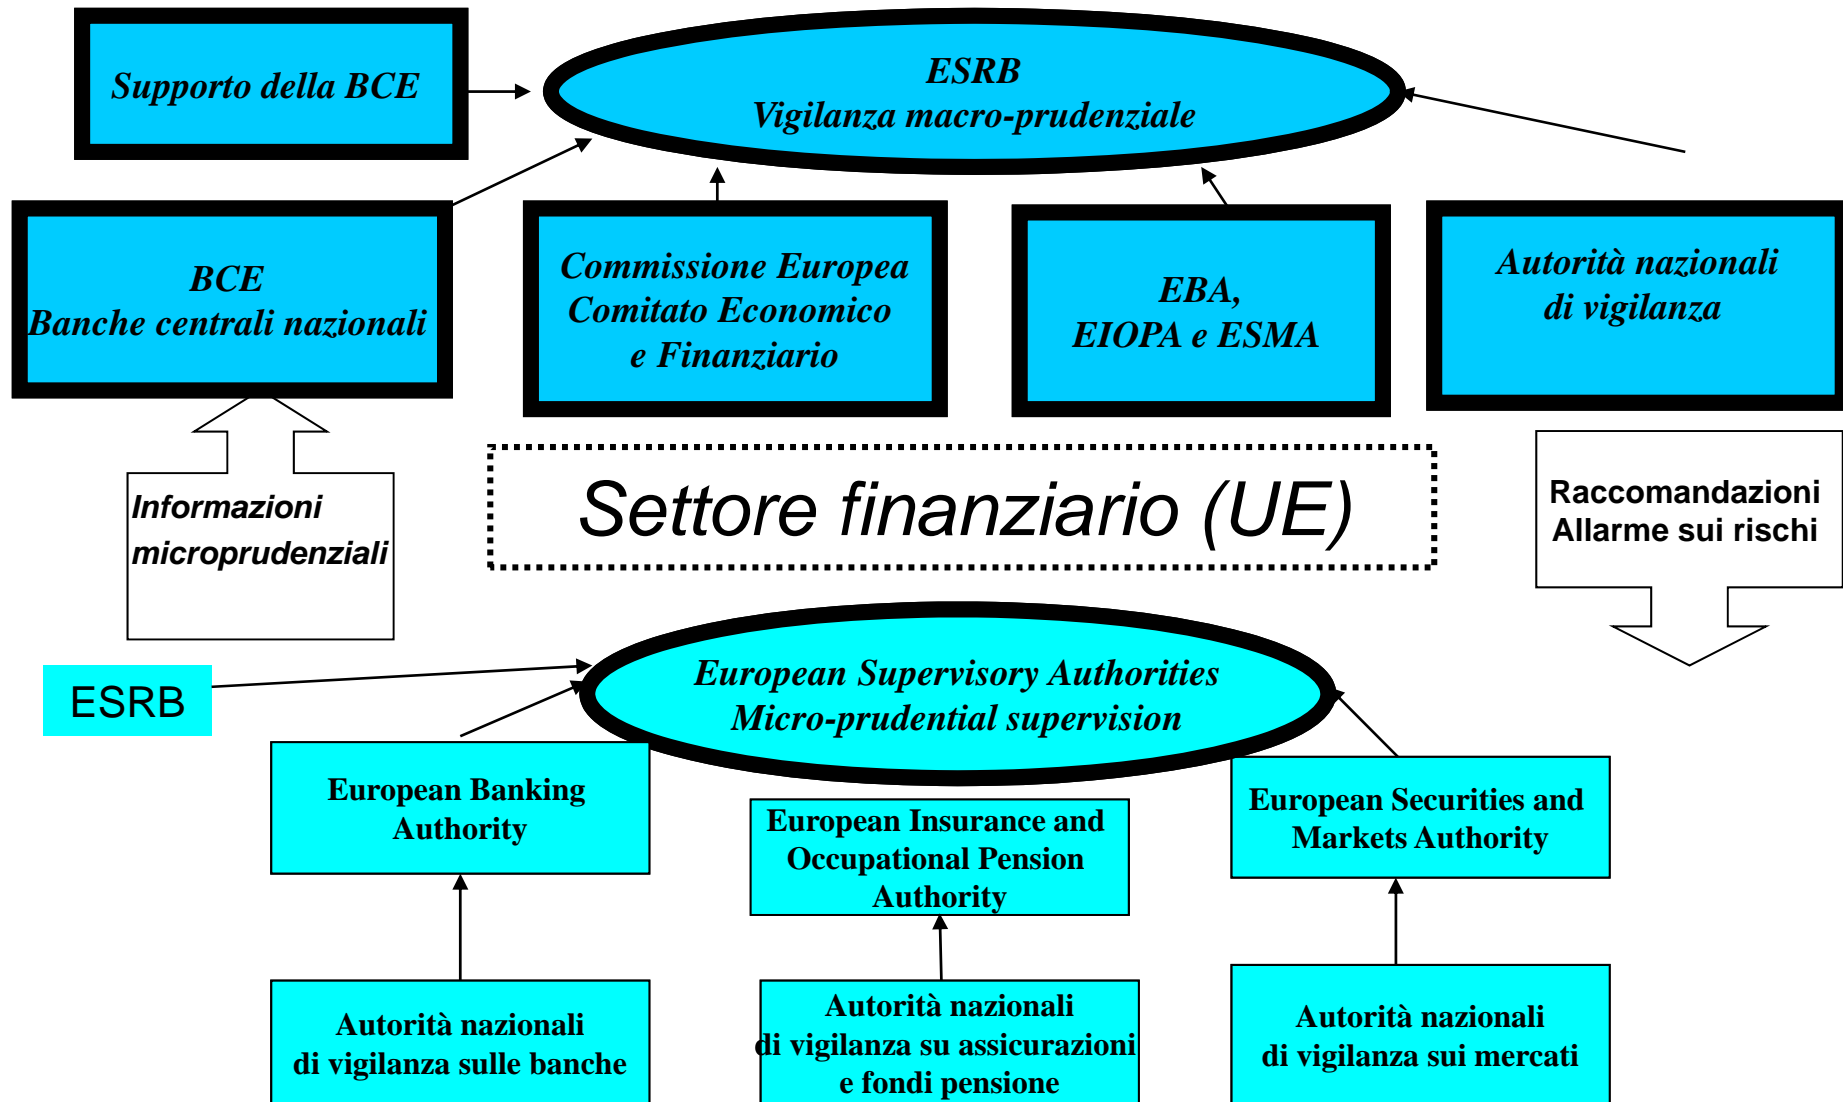 Supporto della BCE
ESRB
Vigilanza macro-prudenziale
BCE
Banche centrali nazionali
Commissione Europea
Comitato Economico
e Finanziario
EBA,
EIOPA e ESMA
Autorità nazionali
di vigilanza
Informazioni
microprudenziali
Settore finanziario (UE)
Raccomandazioni
Allarme sui rischi
ESRB
European Supervisory Authorities
Micro-prudential supervision
European Banking
Authority
European Insurance and
Occupational Pension
Authority
European Securities and
Markets Authority
Autorità nazionali
di vigilanza sulle banche
Autorità nazionali
di vigilanza su assicurazioni
e fondi pensione
Autorità nazionali
di vigilanza sui mercati